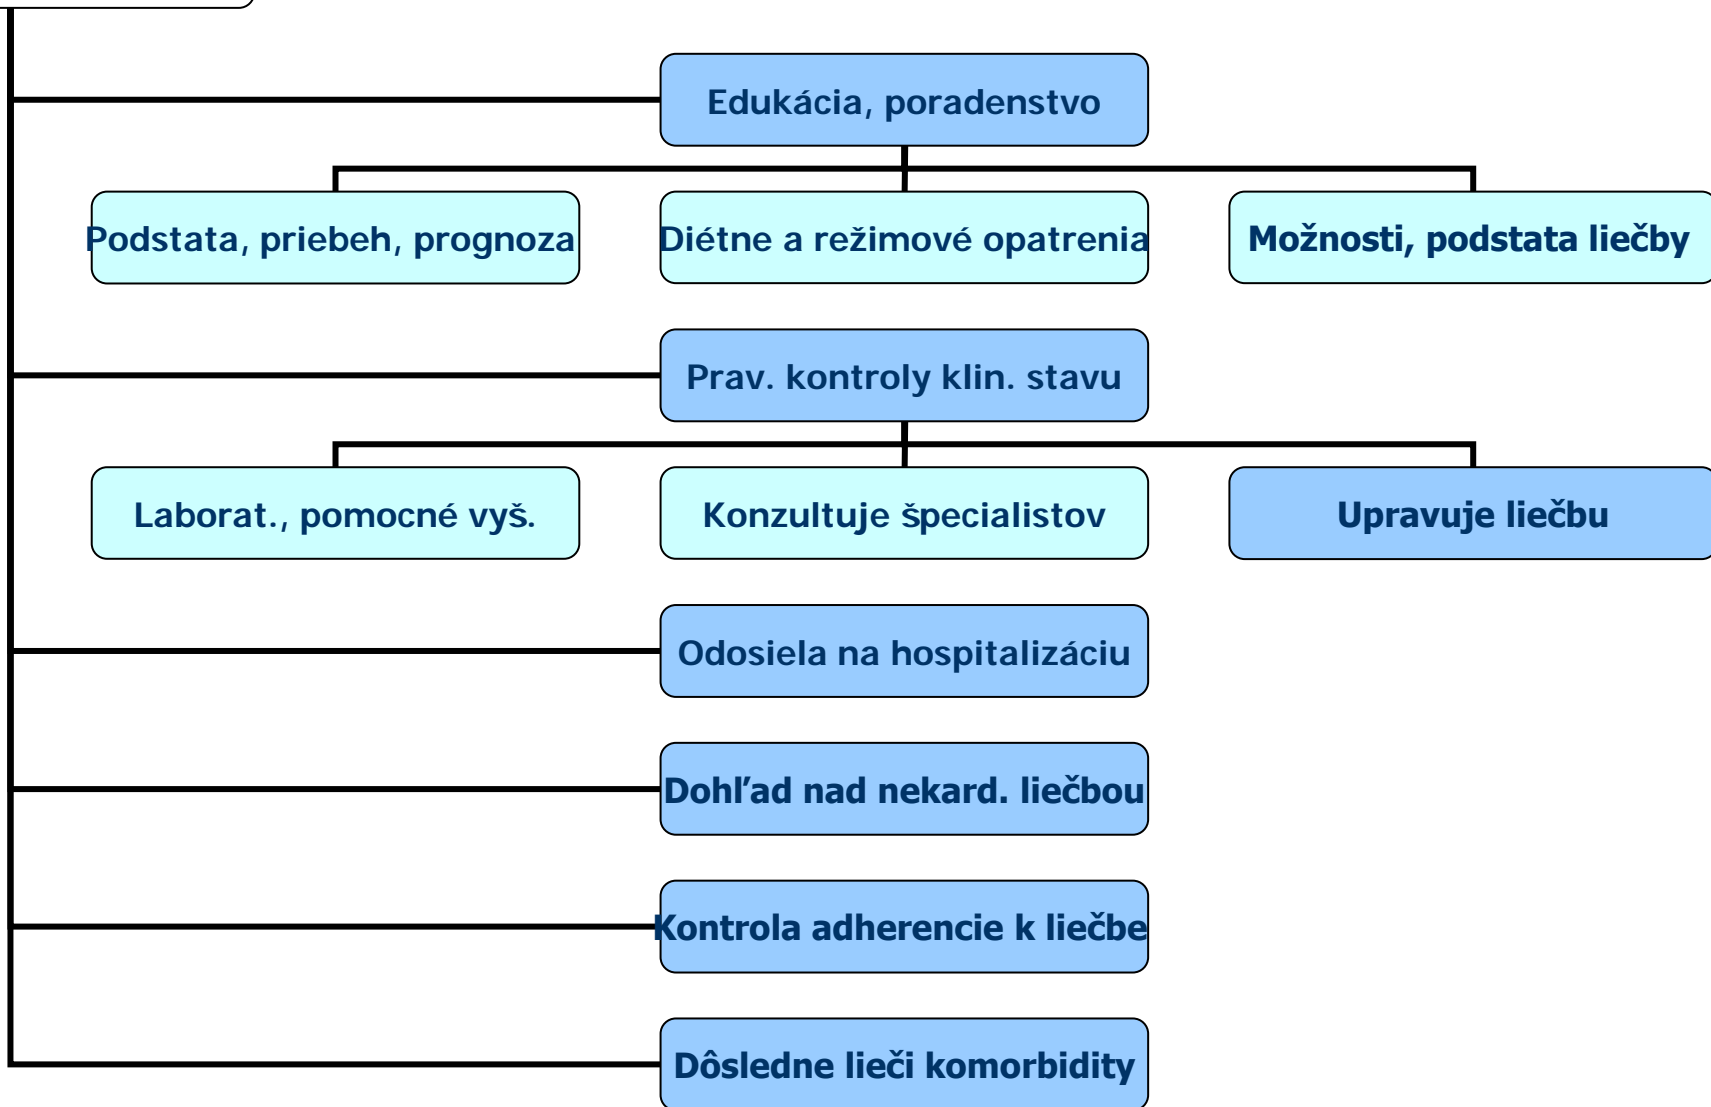 Edukácia, poradenstvo
Podstata, priebeh, prognoza
Diétne a režimové opatrenia
Možnosti, podstata liečby
Prav. kontroly klin. stavu
Laborat., pomocné vyš.
Konzultuje špecialistov
Upravuje liečbu
Odosiela na hospitalizáciu
Dohľad nad nekard. liečbou
Kontrola adherencie k liečbe
Dôsledne lieči komorbidity